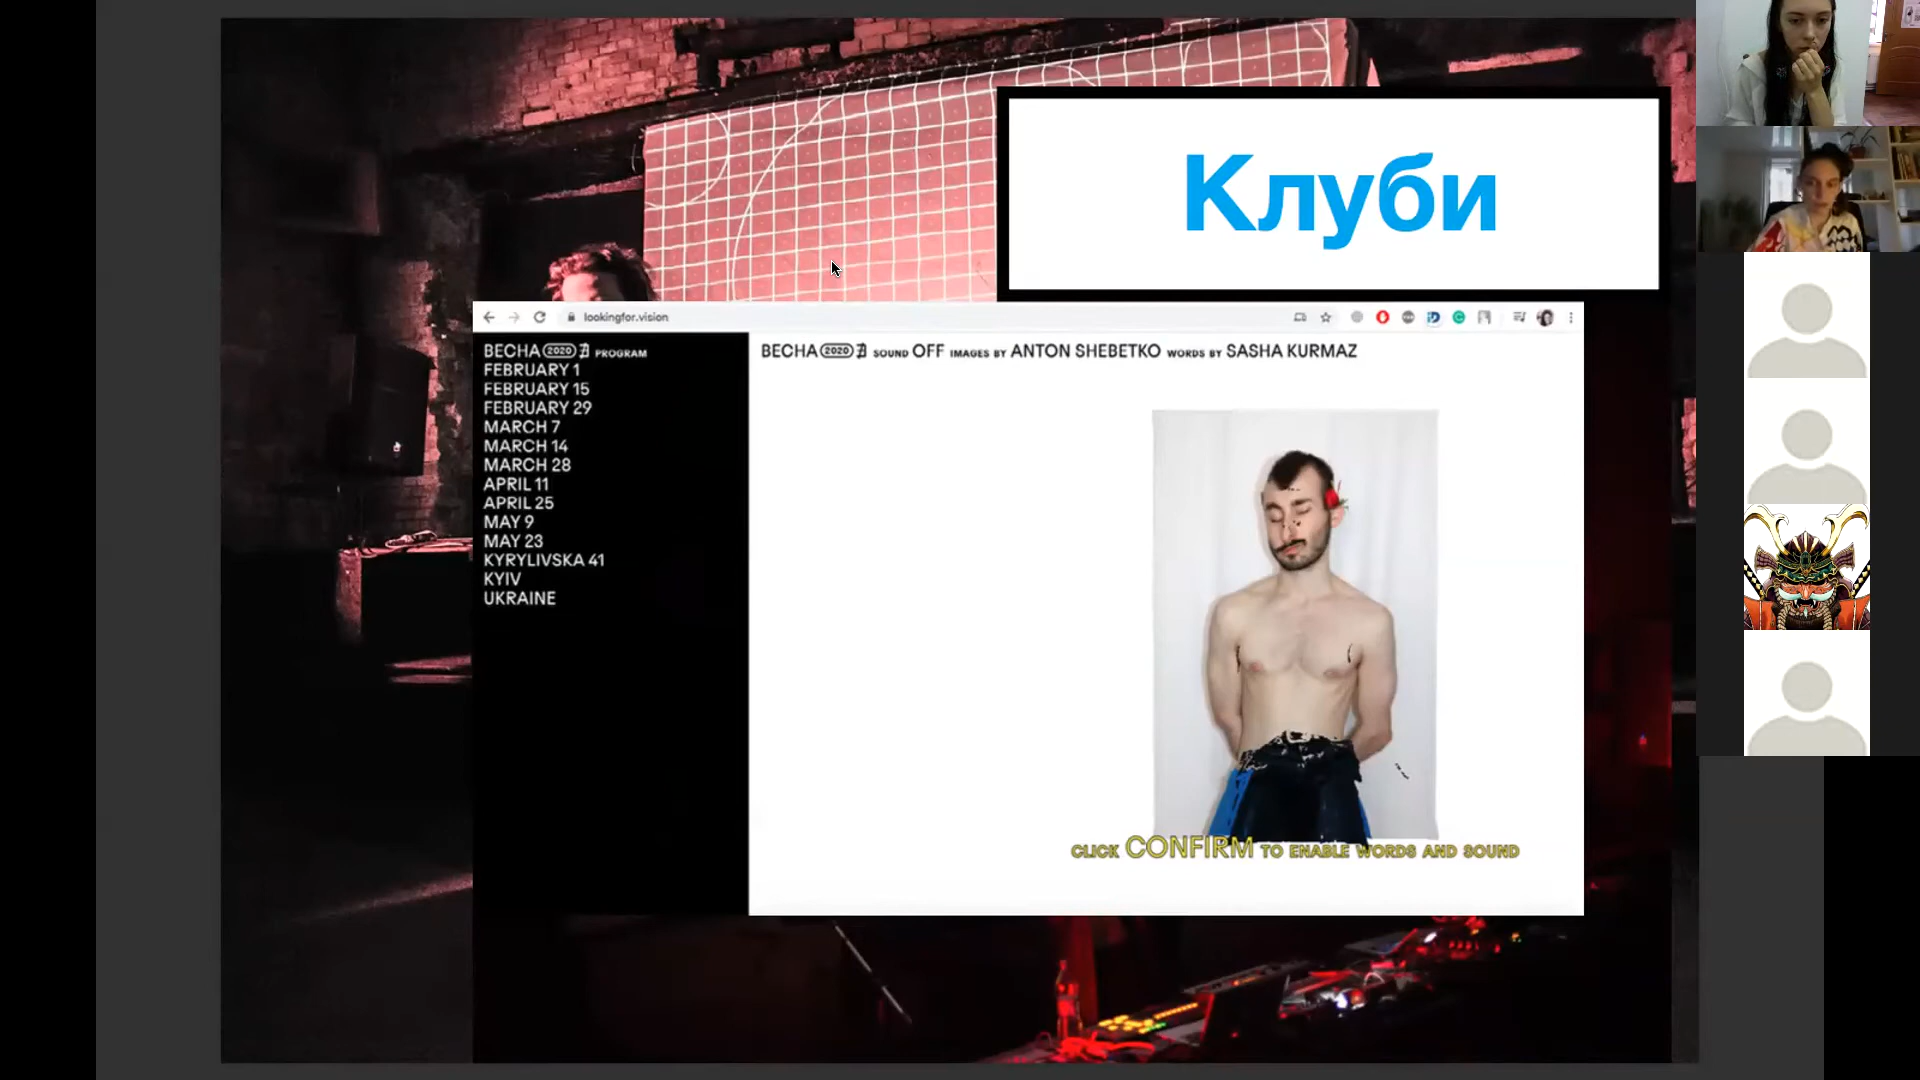 Клуби
lookingfor.vision
ВЕСНА 2020 PROGRAM
FEBRUARY 1
FEBRUARY 15
FEBRUARY 29
MARCH 7
MARCH 14
MARCH 28
APRIL 11
APRIL 25
MAY 9
MAY 23
KYRYLIVSKA 41
KYIV
UKRAINE
ВЕСНА 2020 SOUND OFF IMAGES BY ANTON SHEBETKO WORDS BY SASHA KURMAZ
CLICK CONFIRM TO ENABLE WORDS AND SOUND